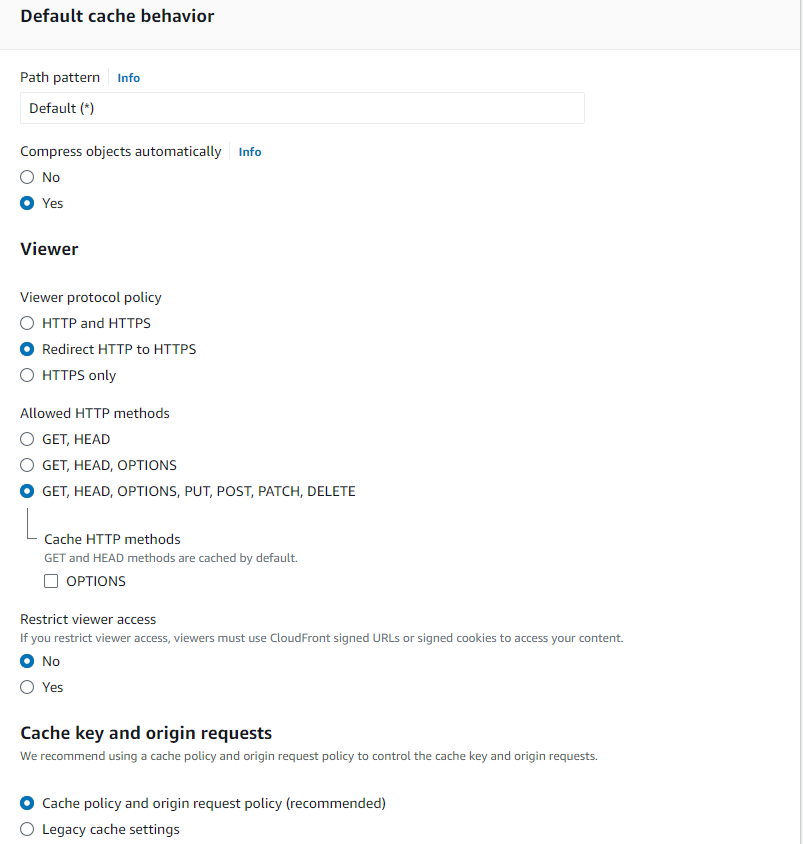 Default cache behavior
Path pattern Info
Default (*)
Compress objects automatically Info
No
Yes
Viewer
Viewer protocol policy
HTTP and HTTPS
Redirect HTTP to HTTPS
HTTPS only
Allowed HTTP methods
GET, HEAD
GET, HEAD, OPTIONS
GET, HEAD, OPTIONS, PUT, POST, PATCH, DELETE
Cache HTTP methods
GET and HEAD methods are cached by default.
OPTIONS
Restrict viewer access
If you restrict viewer access, viewers must use CloudFront signed URLs or signed cookies to access your content.
No
Yes
Cache key and origin requests
We recommend using a cache policy and origin request policy to control the cache key and origin requests.
Cache policy and origin request policy (recommended)
Legacy cache settings